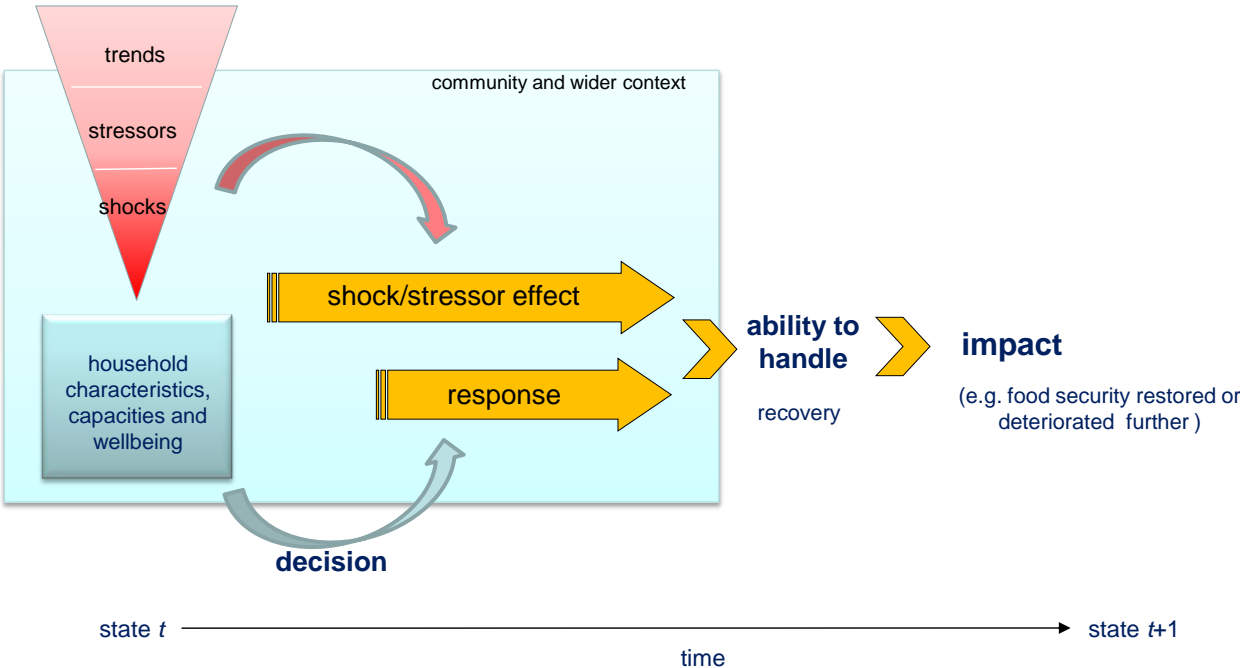 trends
community and wider context
stressors
shocks
shock/stressor effect
household
characteristics,
capacities and
wellbeing
response
ability to
handle
recovery
impact
(e.g. food security restored or
deteriorated further )
decision
state t
state t+1
time